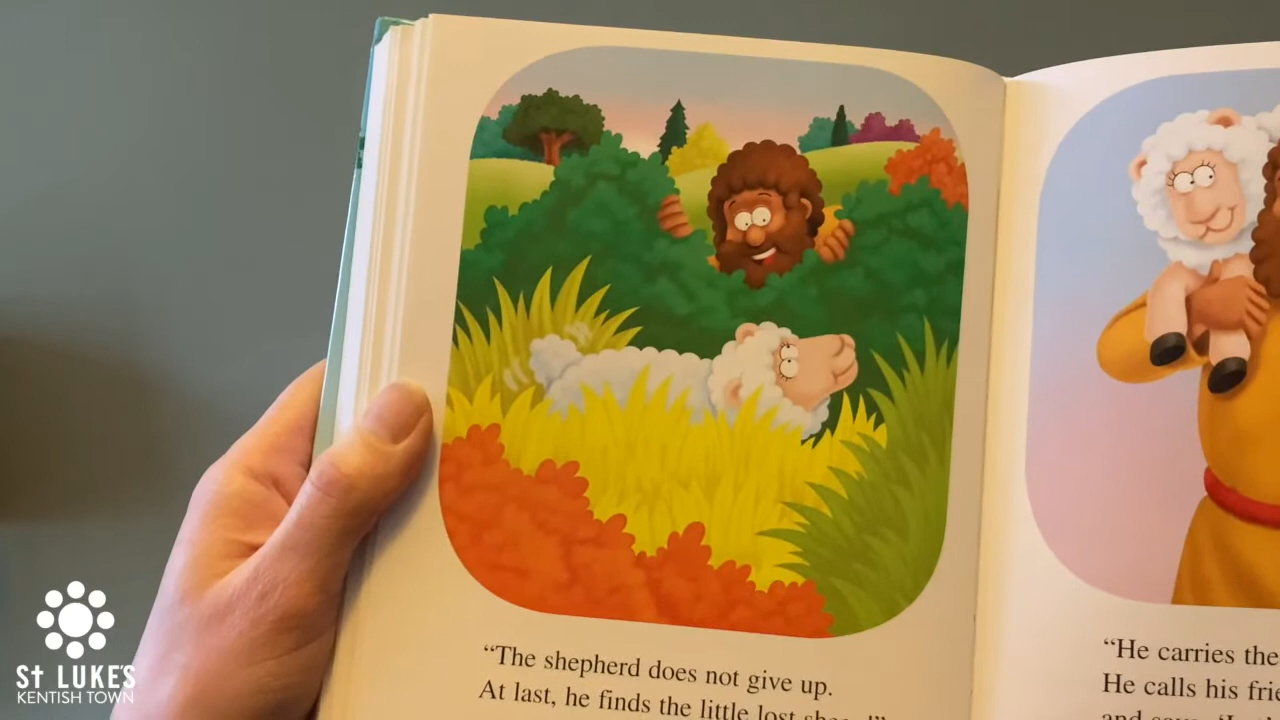 “The shepherd does not give up.
At last, he finds the little lost
“He carries the
He calls his
and
St LUKE'S
KENTISH TOWN